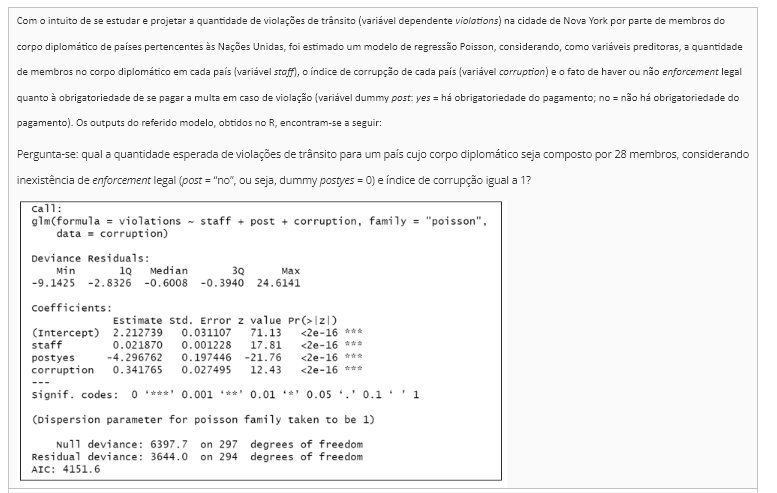 Com o intuito de se estudar e projetar a quantidade de violações de trânsito (variável dependente violations) na cidade de Nova York por parte de membros do
corpo diplomático de países pertencentes às Nações Unidas, foi estimado um modelo de regressão Poisson, considerando, como variáveis preditoras, a quantidade
de membros no corpo diplomático em cada país (variável staff), o índice de corrupção de cada país (variável corruption) e o fato de haver ou não enforcement legal
quanto à obrigatoriedade de se pagar a multa em caso de violação (variável dummy post: yes = há obrigatoriedade do pagamento; no = não há obrigatoriedade do
pagamento). Os outputs do referido modelo, obtidos no R, encontram-se a seguir:
Pergunta-se: qual a quantidade esperada de violações de trânsito para um país cujo corpo diplomático seja composto por 28 membros, considerando
inexistência de enforcement legal (post = "no", ou seja, dummy postyes = 0) e índice de corrupção igual a 1?
Call:
glm(formula = violations ~ staff + post + corruption, family = "poisson",
data = corruption)
Deviance Residuals:
Min 1Q Median 3Q Max
-9.1425 -2.8326 -0.6008 -0.3940 24.6141
Coefficients:
Estimate Std. Error z value Pr(>|z|)
(Intercept) 2.212739 0.031107 71.13 <2e-16 ***
staff 0.021870 0.001228 17.81 <2e-16 ***
postyes -4.296762 0.197446 -21.76 <2e-16 ***
corruption 0.341765 0.027495 12.43 <2e-16 ***
---
Signif. codes: 0 '***' 0.001 '**' 0.01 '*' 0.05 '.' 0.1 ' ' 1
(Dispersion parameter for poisson family taken to be 1)
Null deviance: 6397.7 on 297 degrees of freedom
Residual deviance: 3644.0 on 294 degrees of freedom
AIC: 4151.6